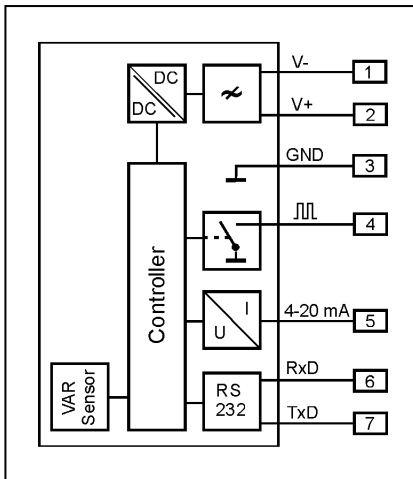 DC
DC
V-
1
V+
2
GND
3
4
Controller
I
U
4-20 mA
5
VAR
Sensor
RS
232
RxD
6
TxD
7